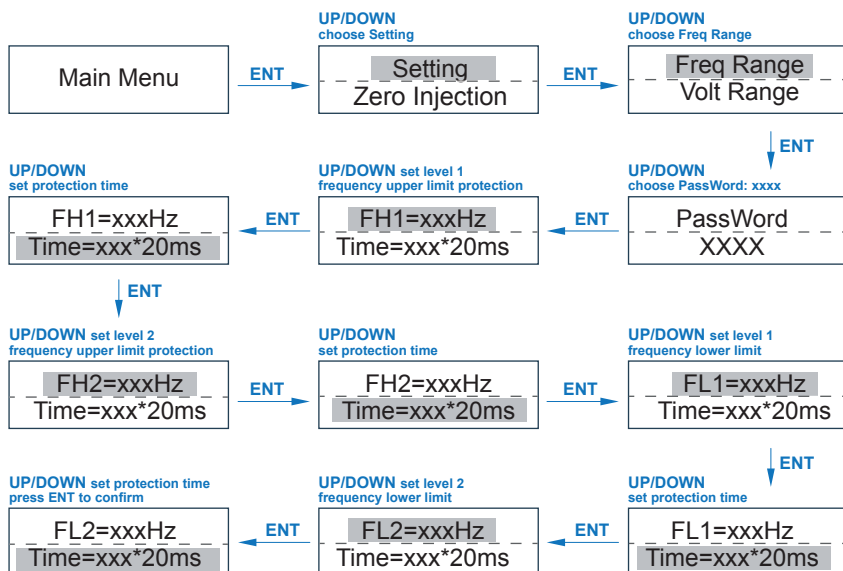 Main Menu
ENT
UP/DOWN
choose Setting
Setting
Zero Injection
ENT
UP/DOWN
choose Freq Range
Freq Range
Volt Range
ENT
UP/DOWN
choose PassWord: xxxx
PassWord
XXXX
ENT
UP/DOWN set level 1
frequency upper limit protection
FH1=xxxHz
Time=xxx*20ms
ENT
UP/DOWN
set protection time
FH1=xxxHz
Time=xxx*20ms
ENT
UP/DOWN set level 2
frequency upper limit protection
FH2=xxxHz
Time=xxx*20ms
ENT
UP/DOWN
set protection time
FH2=xxxHz
Time=xxx*20ms
ENT
UP/DOWN set level 1
frequency lower limit
FL1=xxxHz
Time=xxx*20ms
ENT
UP/DOWN
set protection time
FL1=xxxHz
Time=xxx*20ms
ENT
UP/DOWN set level 2
frequency lower limit
FL2=xxxHz
Time=xxx*20ms
ENT
UP/DOWN set protection time
press ENT to confirm
FL2=xxxHz
Time=xxx*20ms